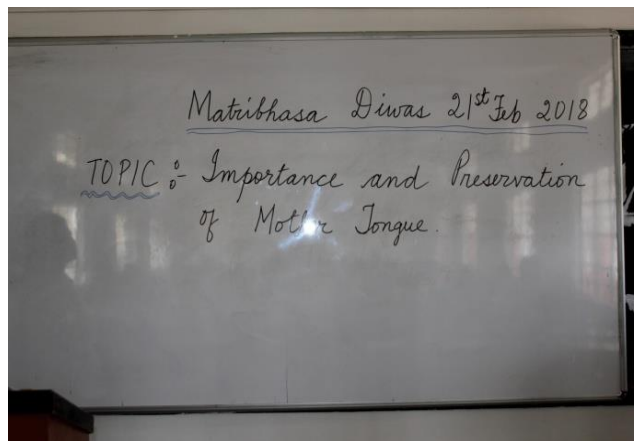 Matribhasa Diwas 21st Feb 2018
TOPIC :- Importance and Preservation
of Mother Tongue.